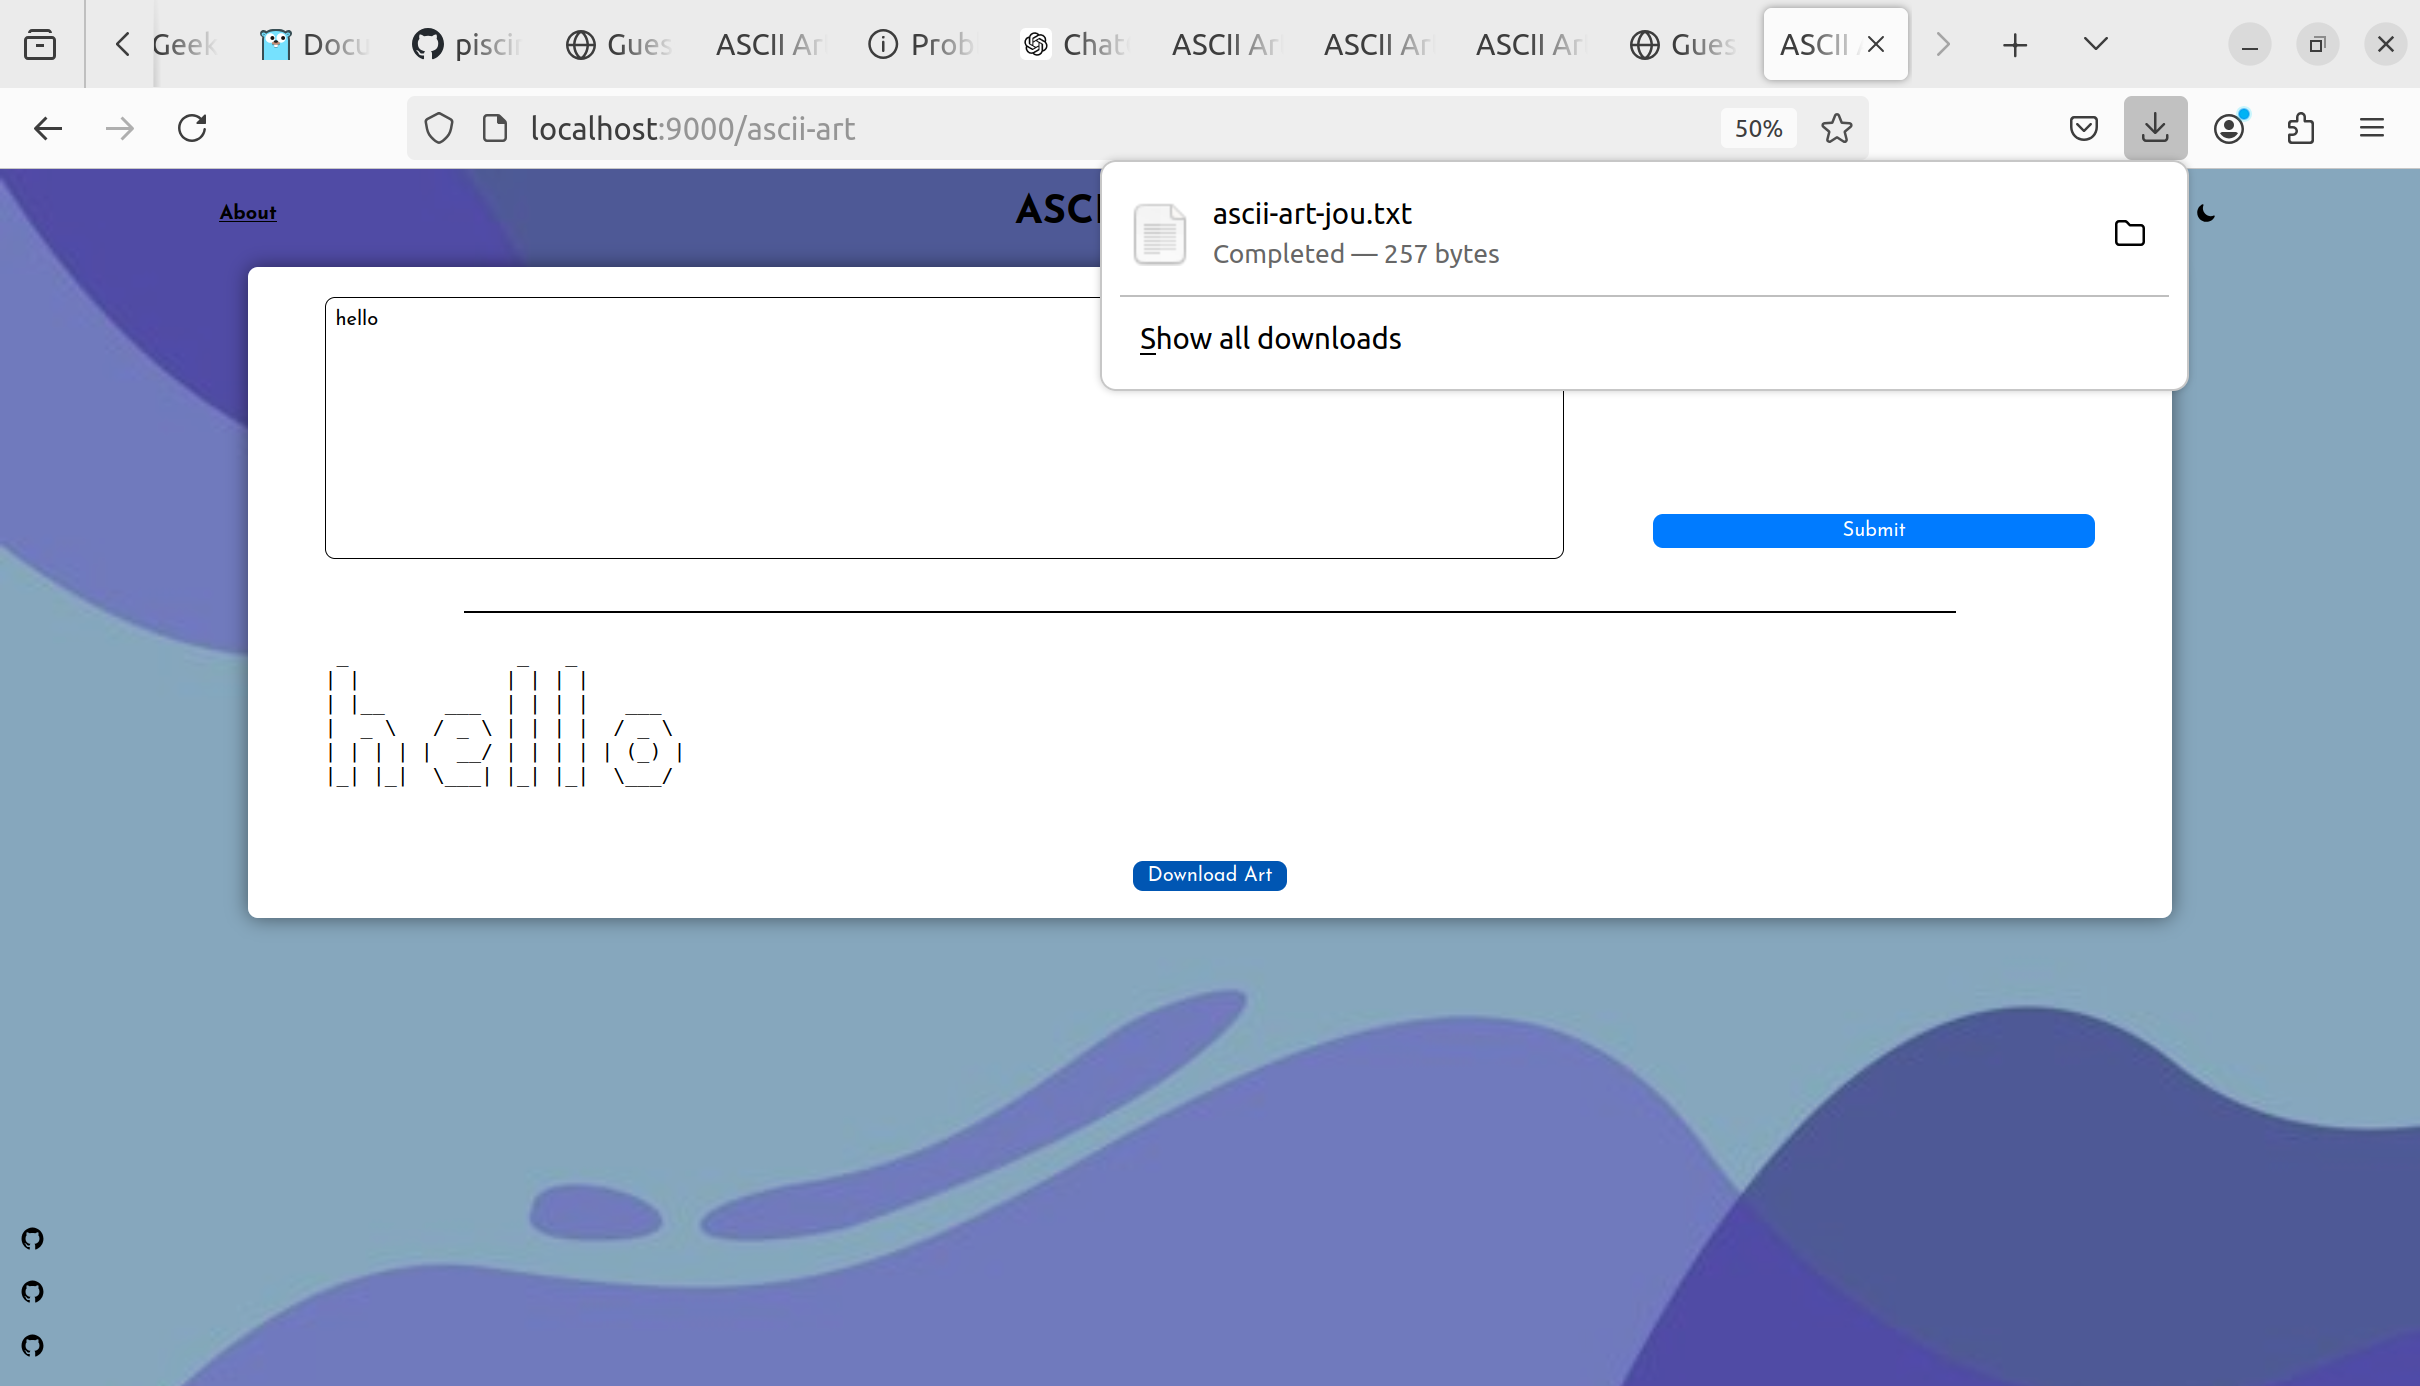 Geek Docu piscin Gues ASCII Ar Prob Chat ASCII Ar ASCII Ar ASCII Ar Gues ASCII
localhost:9000/ascii-art 50%
About
ASCI
ascii-art-jou.txt
Completed — 257 bytes
Show all downloads
hello
Submit
 _              _   _
| |            | | | |
| |__     ___  | | | |   ___
|  _ \   / _ \ | | | |  / _ \
| | | | |  __/ | | | | | (_) |
|_| |_|  \___| |_| |_|  \___/
Download Art